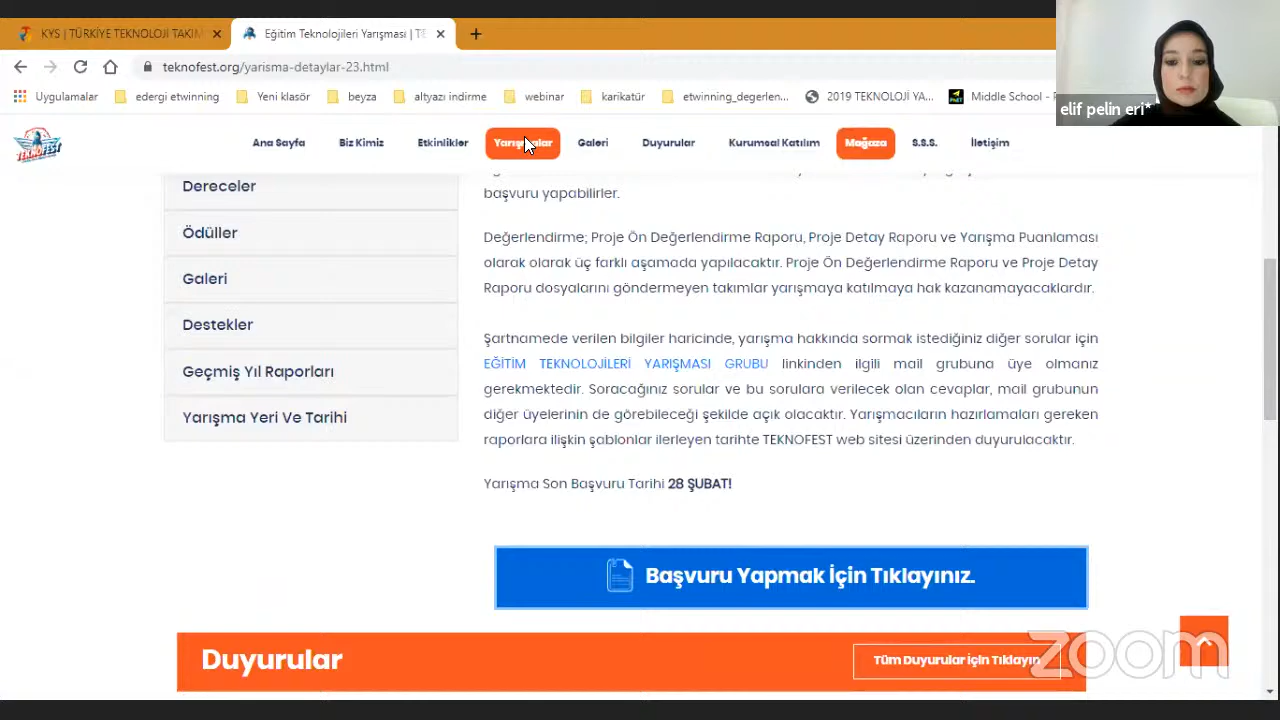 KYS | TÜRKİYE TEKNOLOJİ TAKIM
Eğitim Teknolojileri Yarışması | TE
teknofest.org/yarisma-detaylar-23.html
Uygulamalar
edergi etwinning
Yeni klasör
beyza
altyazı indirme
webinar
karikatür
etwinning_degerlen...
2019 TEKNOLOJİ YA...
Middle School - P
elif pelin eri*
TEKNOFEST
Ana Sayfa
Biz Kimiz
Etkinlikler
Yarışmalar
Galeri
Duyurular
Kurumsal Katılım
Mağaza
S.S.S.
İletişim
Dereceler
Ödüller
Galeri
Destekler
Geçmiş Yıl Raporları
Yarışma Yeri Ve Tarihi
başvuru yapabilirler.
Değerlendirme; Proje Ön Değerlendirme Raporu, Proje Detay Raporu ve Yarışma Puanlaması
olarak olarak üç farklı aşamada yapılacaktır. Proje Ön Değerlendirme Raporu ve Proje Detay
Raporu dosyalarını göndermeyen takımlar yarışmaya katılmaya hak kazanamayacaklardır.
Şartnamede verilen bilgiler haricinde, yarışma hakkında sormak istediğiniz diğer sorular için
EĞİTİM TEKNOLOJİLERİ YARIŞMASI GRUBU linkinden ilgili mail grubuna üye olmanız
gerekmektedir. Soracağınız sorular ve bu sorulara verilecek olan cevaplar, mail grubunun
diğer üyelerinin de görebileceği şekilde açık olacaktır. Yarışmacıların hazırlamaları gereken
raporlara ilişkin şablonlar ilerleyen tarihte TEKNOFEST web sitesi üzerinden duyurulacaktır.
Yarışma Son Başvuru Tarihi 28 ŞUBAT!
Başvuru Yapmak İçin Tıklayınız.
Duyurular
Tüm Duyurular İçin Tıklayın
zoom